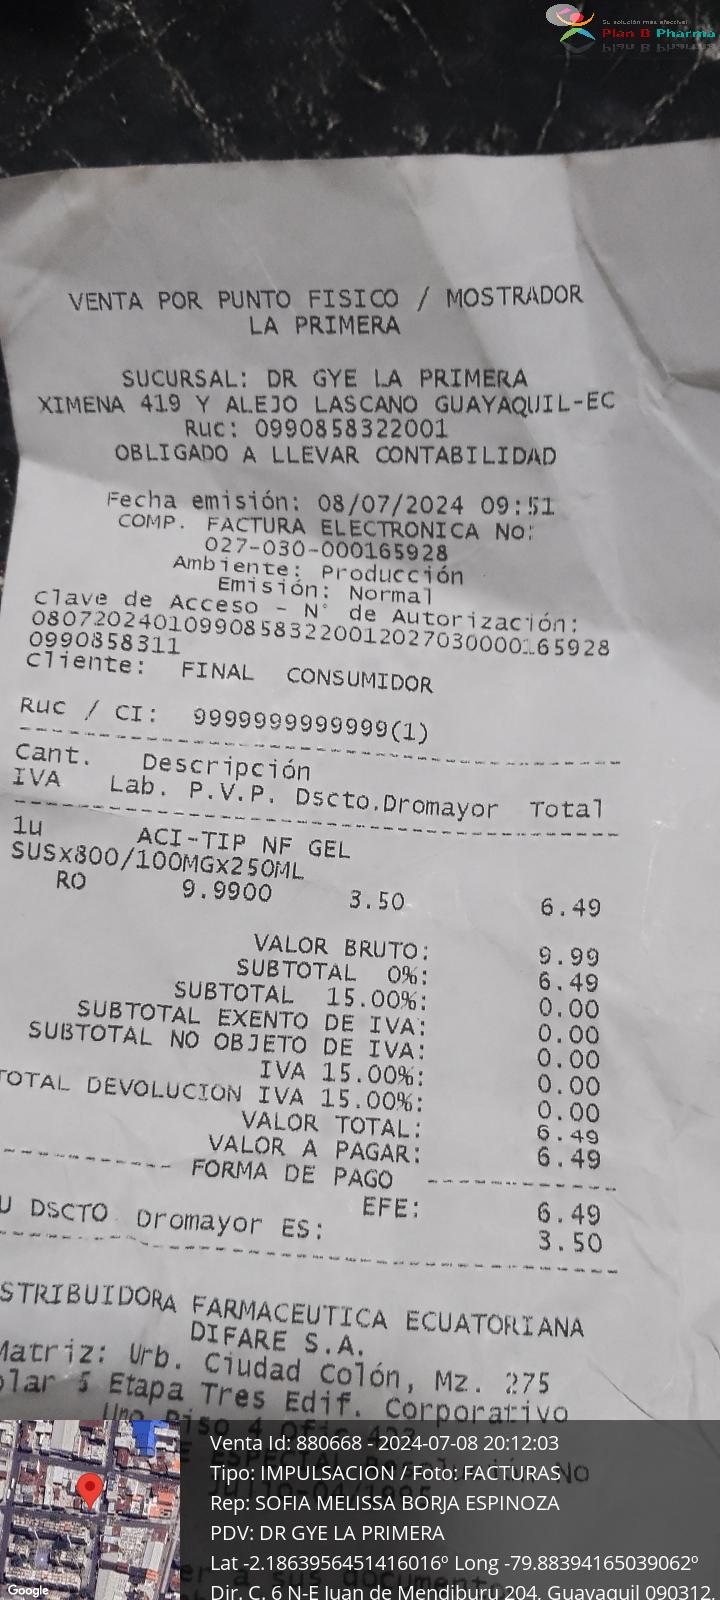 Su solución más efectiva!
Plan B Pharma
VENTA POR PUNTO FISICO / MOSTRADOR
LA PRIMERA
SUCURSAL: DR GYE LA PRIMERA
XIMENA 419 Y ALEJO LASCANO GUAYAQUIL-EC
Ruc: 0990858322001
OBLIGADO A LLEVAR CONTABILIDAD
Fecha emisión: 08/07/2024 09:51
COMP. FACTURA ELECTRONICA NO:
027-030-000165928
Ambiente: Producción
Emisión: Normal
Clave de Acceso - N° de Autorización:
080720240109908583220012027030000165928
0990858311
Cliente: FINAL CONSUMIDOR
Ruc / CI: 9999999999999(1)
Cant. Descripción
IVA Lab. P.V.P. Dscto.Dromayor Total
1u ACI-TIP NF GEL
SUSx800/100MGx250ML
RO 9.9900 3.50 6.49
VALOR BRUTO: 9.99
SUBTOTAL 0%: 6.49
SUBTOTAL 15.00%: 0.00
SUBTOTAL EXENTO DE IVA: 0.00
SUBTOTAL NO OBJETO DE IVA: 0.00
IVA 15.00%: 0.00
TOTAL DEVOLUCION IVA 15.00%: 0.00
VALOR TOTAL: 6.49
VALOR A PAGAR: 6.49
FORMA DE PAGO
EFE: 6.49
U DSCTO Dromayor ES: 3.50
STRIBUIDORA FARMACEUTICA ECUATORIANA
DIFARE S.A.
Matriz: Urb. Ciudad Colón, Mz. 275
olar 5 Etapa Tres Edif. Corporativo
Uno Piso 4
Venta Id: 880668 - 2024-07-08 20:12:03
Tipo: IMPULSACION / Foto: FACTURAS
Rep: SOFIA MELISSA BORJA ESPINOZA
PDV: DR GYE LA PRIMERA
Lat -2.1863956451416016º Long -79.88394165039062º
Dir. C. 6 N-E Juan de Mendiburu 204, Guayaquil 090312,
Google